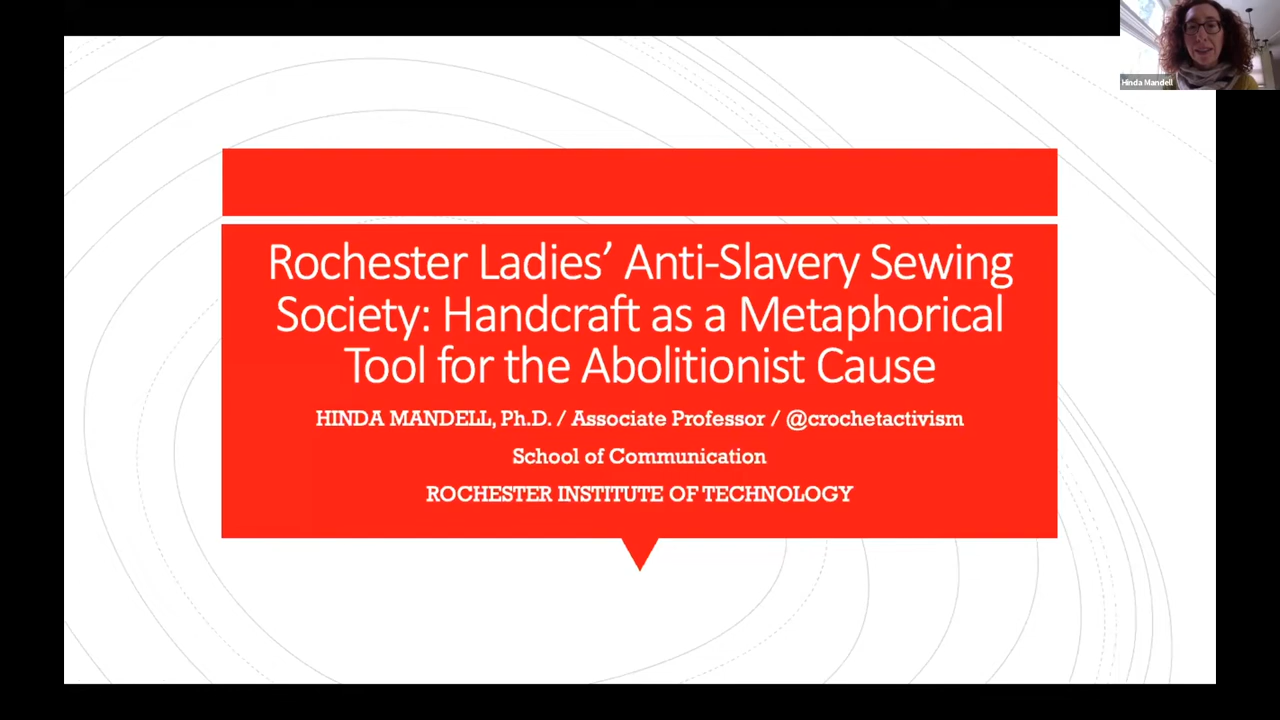 Hinda Mandell
Rochester Ladies’ Anti-Slavery Sewing
Society: Handcraft as a Metaphorical
Tool for the Abolitionist Cause
HINDA MANDELL, Ph.D. / Associate Professor / @crochetactivism
School of Communication
ROCHESTER INSTITUTE OF TECHNOLOGY